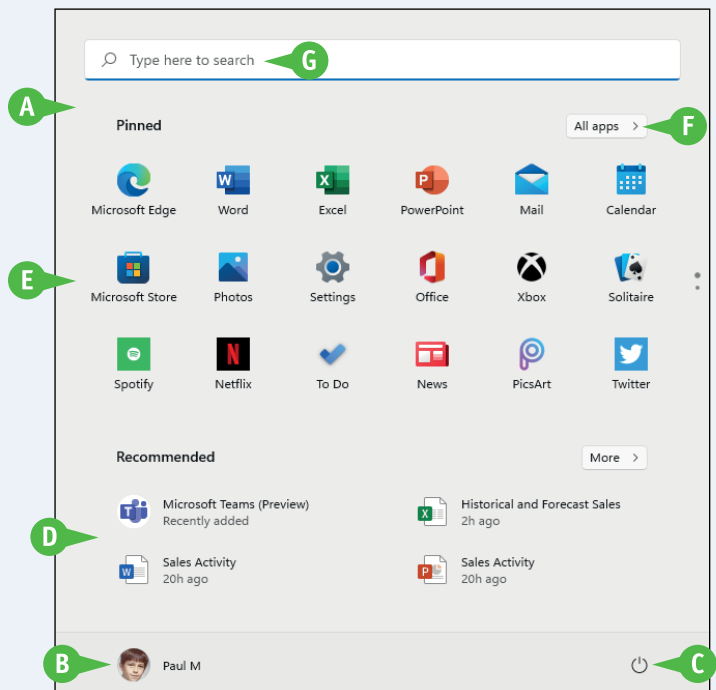 Type here to search
G
A
Pinned
All apps >
F
Microsoft Edge
Word
Excel
PowerPoint
Mail
Calendar
E
Microsoft Store
Photos
Settings
Office
Xbox
Solitaire
Spotify
Netflix
To Do
News
PicsArt
Twitter
Recommended
More >
D
Microsoft Teams (Preview)
Recently added
Historical and Forecast Sales
2h ago
Sales Activity
20h ago
Sales Activity
20h ago
B
Paul M
C